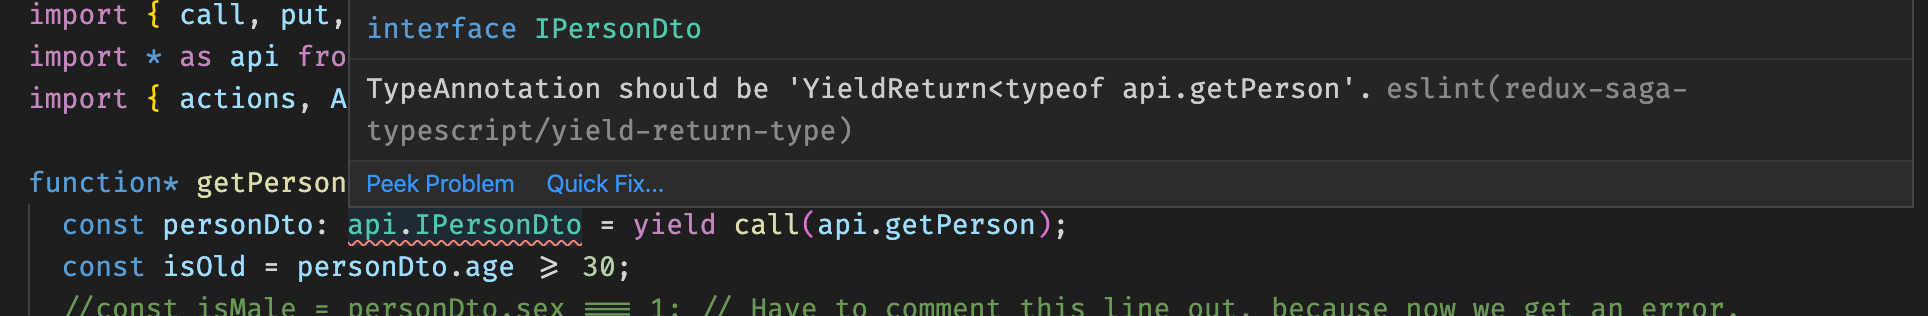 import { call, put,
interface IPersonDto
import * as api fro
TypeAnnotation should be 'YieldReturn<typeof api.getPerson'. eslint(redux-saga-
import { actions, A
typescript/yield-return-type)
function* getPerson
Peek Problem Quick Fix...
const personDto: api.IPersonDto = yield call(api.getPerson);
const isOld = personDto.age >= 30;
//const isMale = personDto.sex === 1; // Have to comment this line out, because now we get an error.